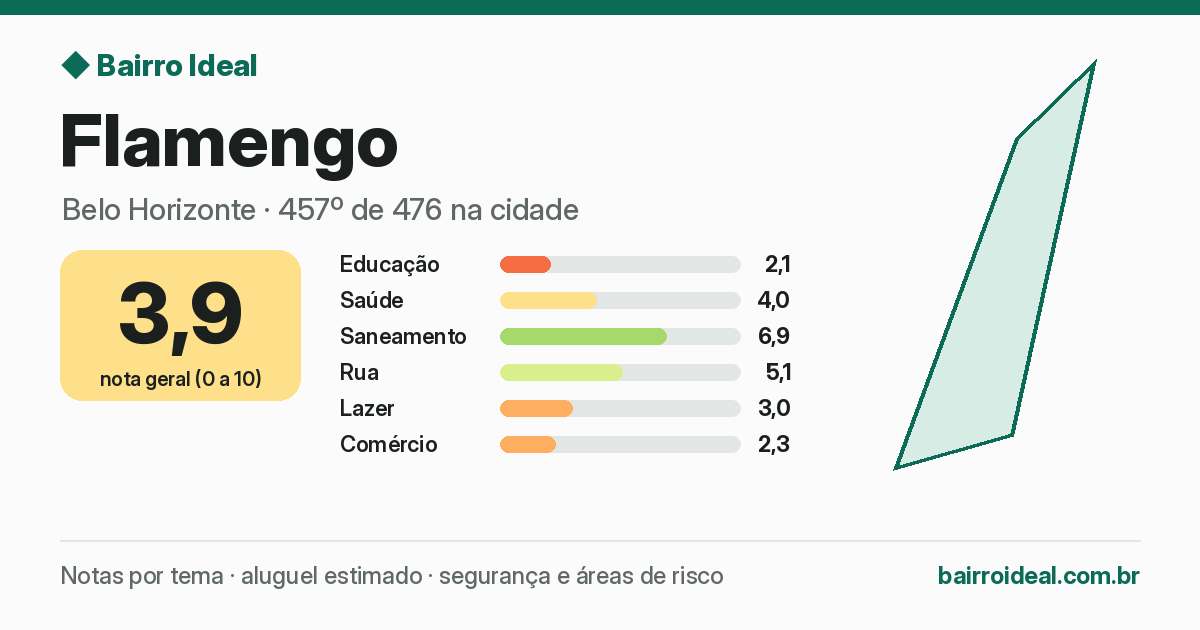 Bairro Ideal
Flamengo
Belo Horizonte · 457º de 476 na cidade
3,9
nota geral (0 a 10)
Educação 2,1
Saúde 4,0
Saneamento 6,9
Rua 5,1
Lazer 3,0
Comércio 2,3
Notas por tema · aluguel estimado · segurança e áreas de risco
bairroideal.com.br